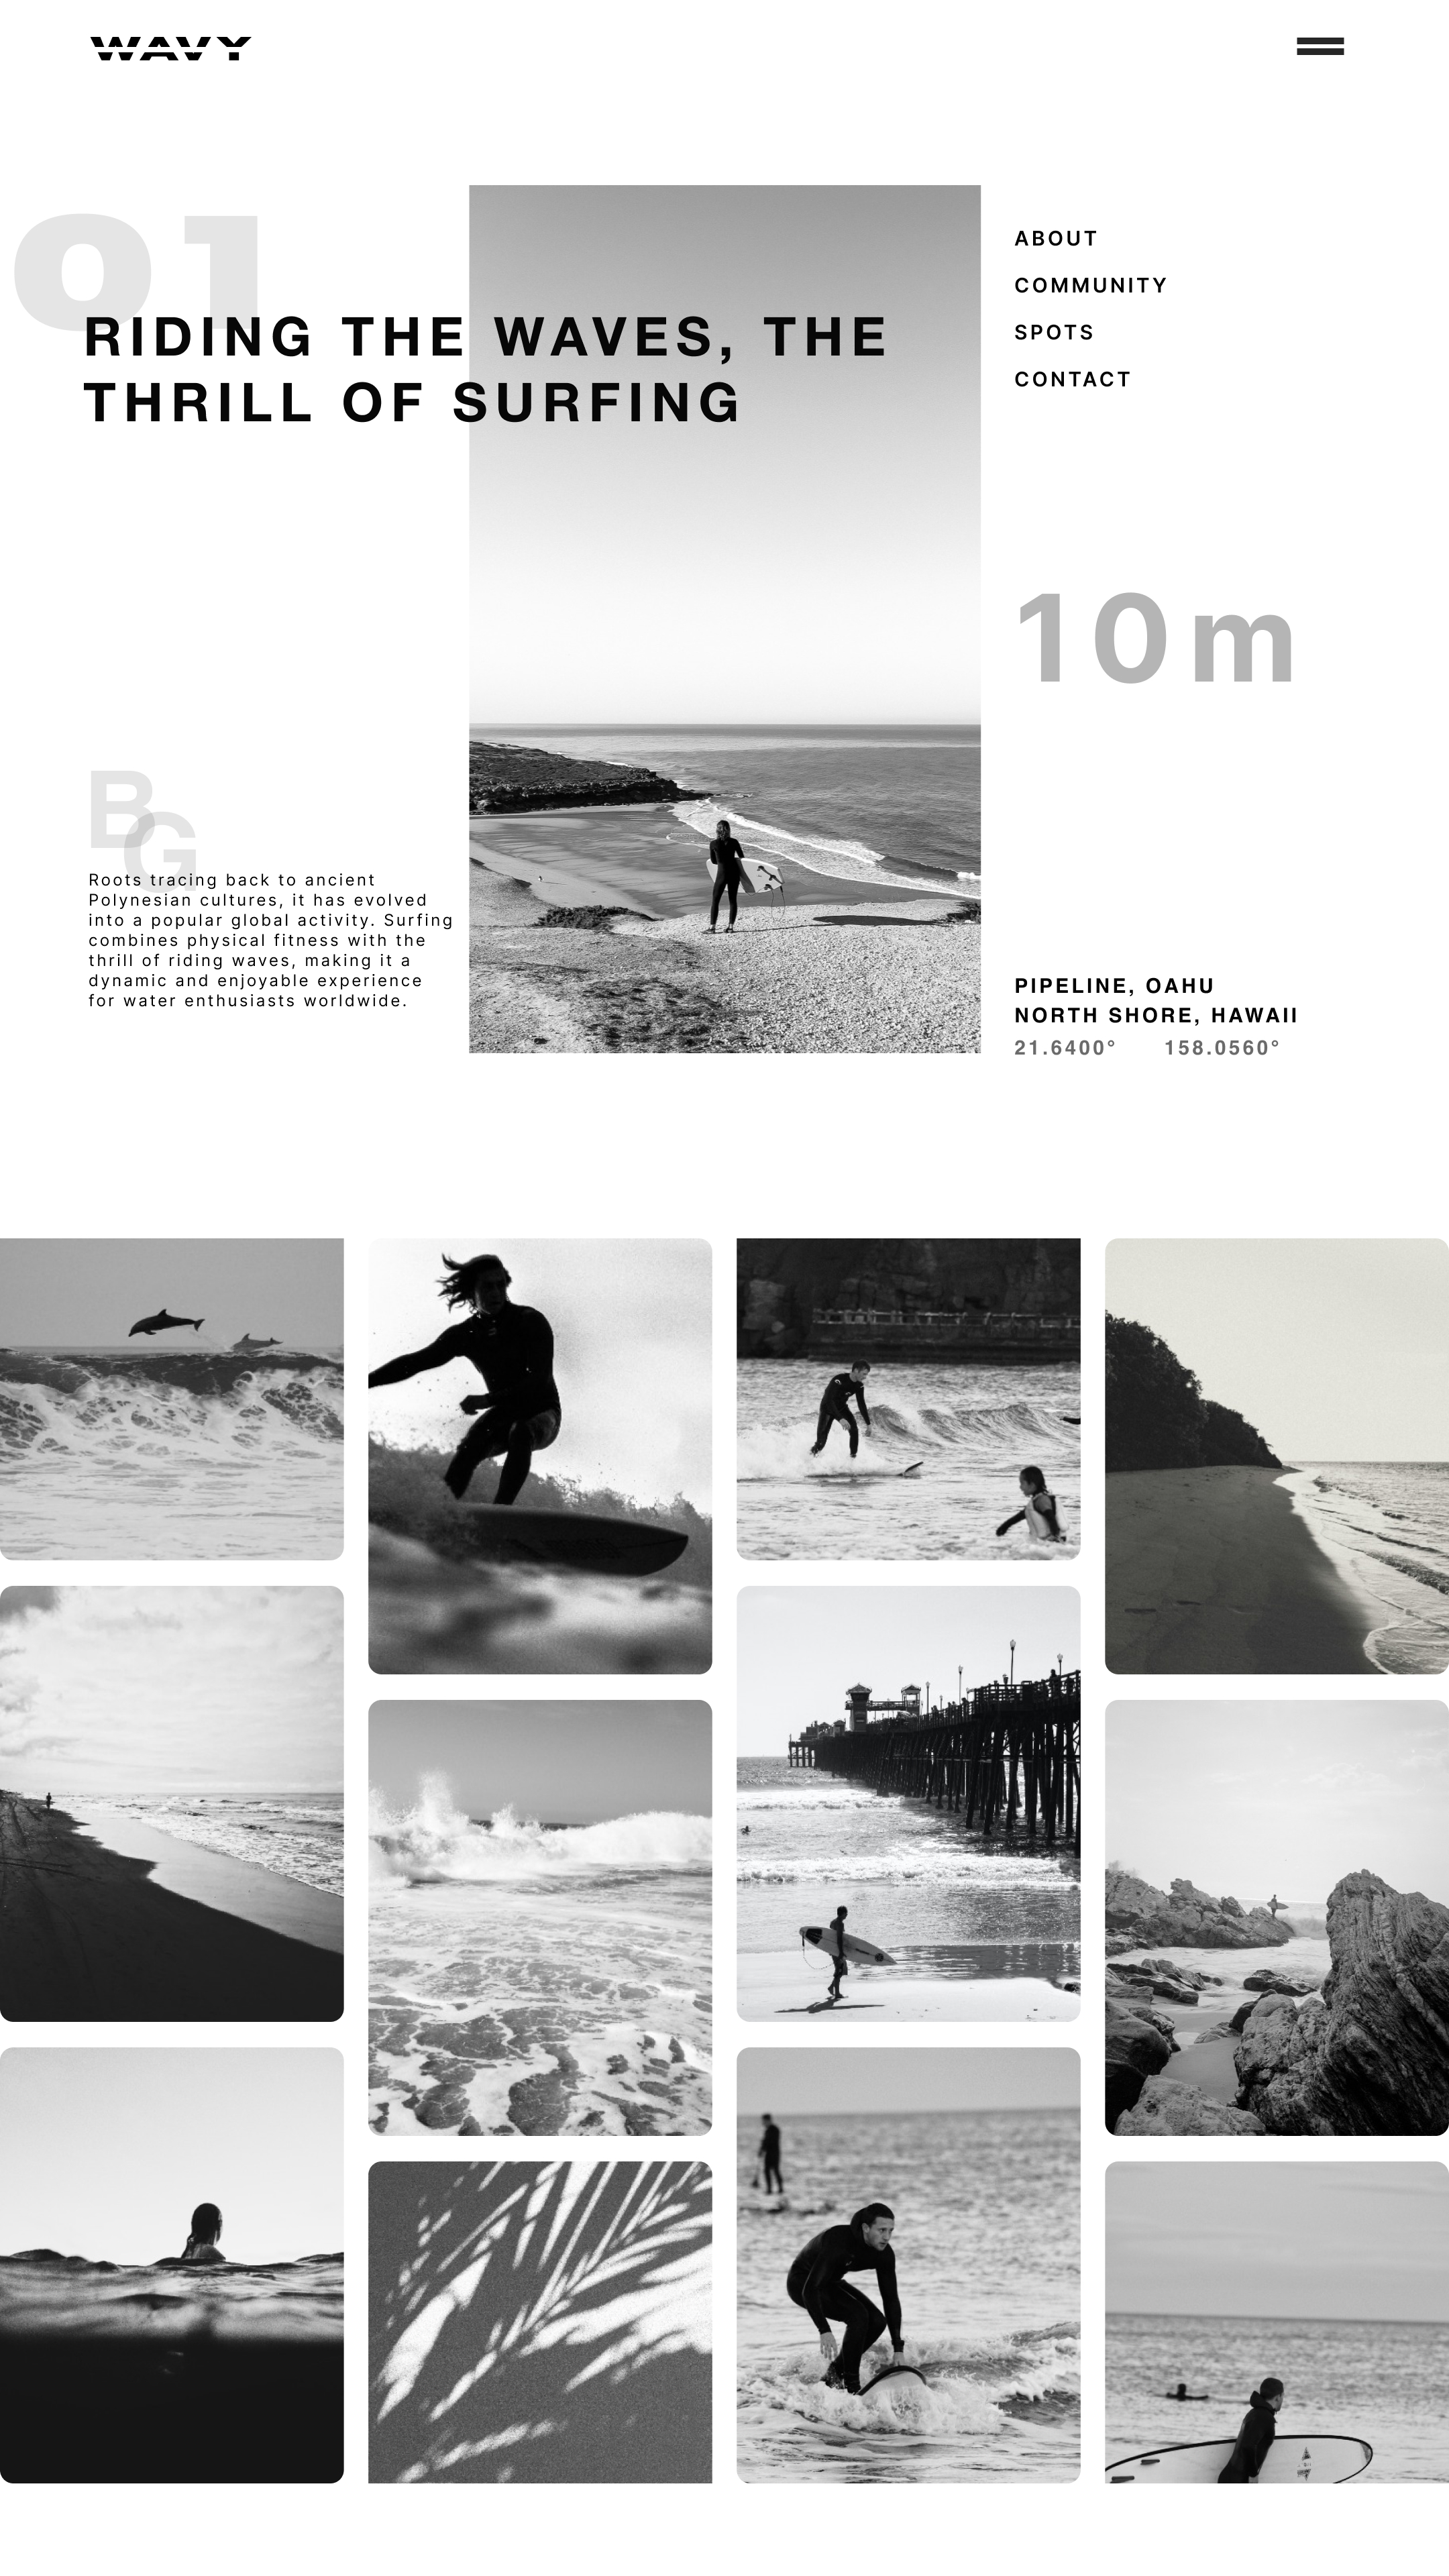 WAVY
01
RIDING THE WAVES, THE
THRILL OF SURFING
ABOUT
COMMUNITY
SPOTS
CONTACT
10m
BG
Roots tracing back to ancient
Polynesian cultures, it has evolved
into a popular global activity. Surfing
combines physical fitness with the
thrill of riding waves, making it a
dynamic and enjoyable experience
for water enthusiasts worldwide.
PIPELINE, OAHU
NORTH SHORE, HAWAII
21.6400° 158.0560°